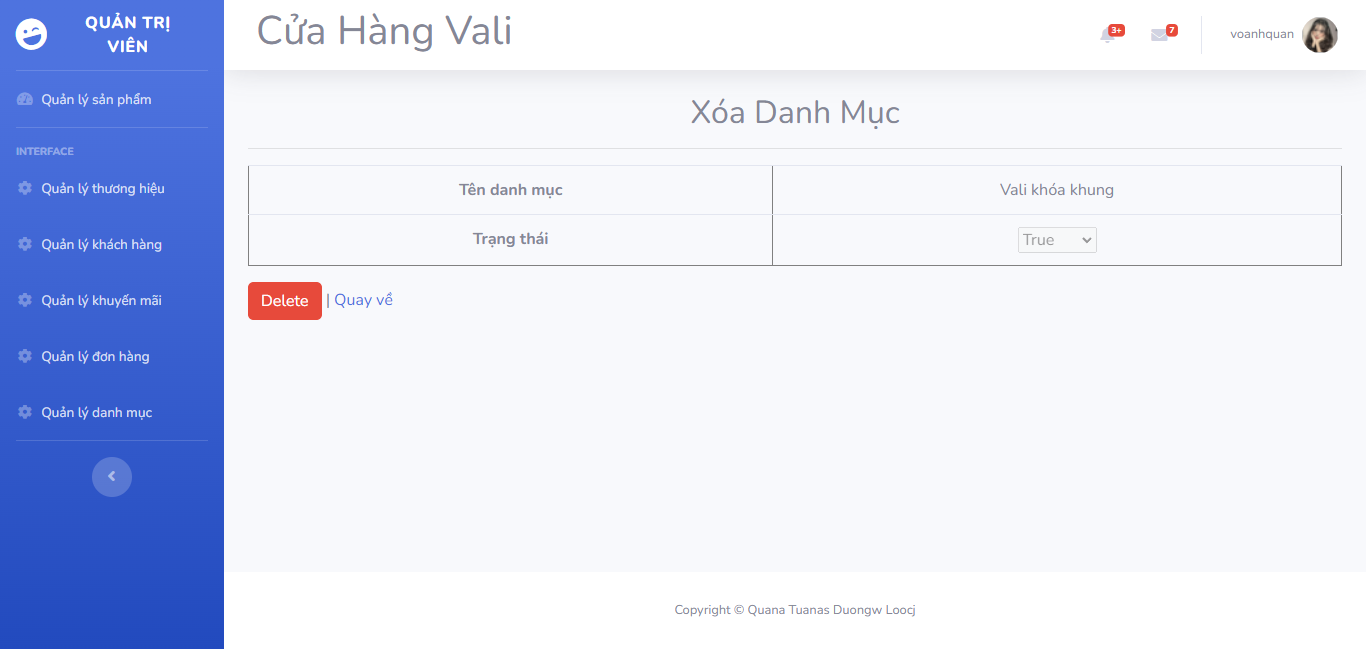 QUẢN TRỊ
VIÊN
Quản lý sản phẩm
INTERFACE
Quản lý thương hiệu
Quản lý khách hàng
Quản lý khuyến mãi
Quản lý đơn hàng
Quản lý danh mục
Cửa Hàng Vali
3+
7
voanhquan
Xóa Danh Mục
Tên danh mục Vali khóa khung
Trạng thái True
Delete | Quay về
Copyright © Quana Tuanas Duongw Loocj